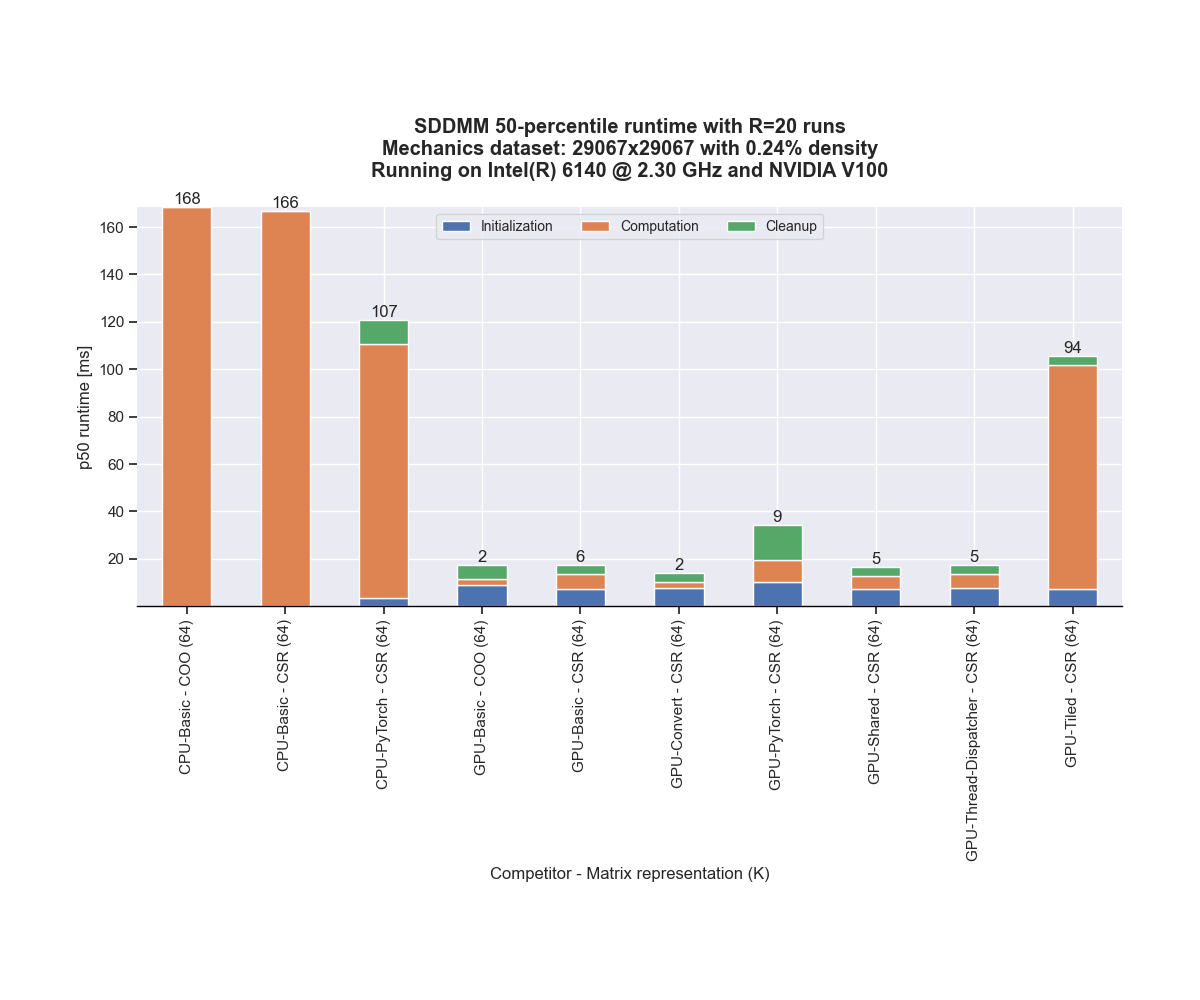 SDDMM 50-percentile runtime with R=20 runs
Mechanics dataset: 29067x29067 with 0.24% density
Running on Intel(R) 6140 @ 2.30 GHz and NVIDIA V100
168
166
107
2
6
2
9
5
5
94
Initialization
Computation
Cleanup
160
140
120
100
80
60
40
20
p50 runtime [ms]
CPU-Basic - COO (64)
CPU-Basic - CSR (64)
CPU-PyTorch - CSR (64)
GPU-Basic - COO (64)
GPU-Basic - CSR (64)
GPU-Convert - CSR (64)
GPU-PyTorch - CSR (64)
GPU-Shared - CSR (64)
GPU-Thread-Dispatcher - CSR (64)
GPU-Tiled - CSR (64)
Competitor - Matrix representation (K)